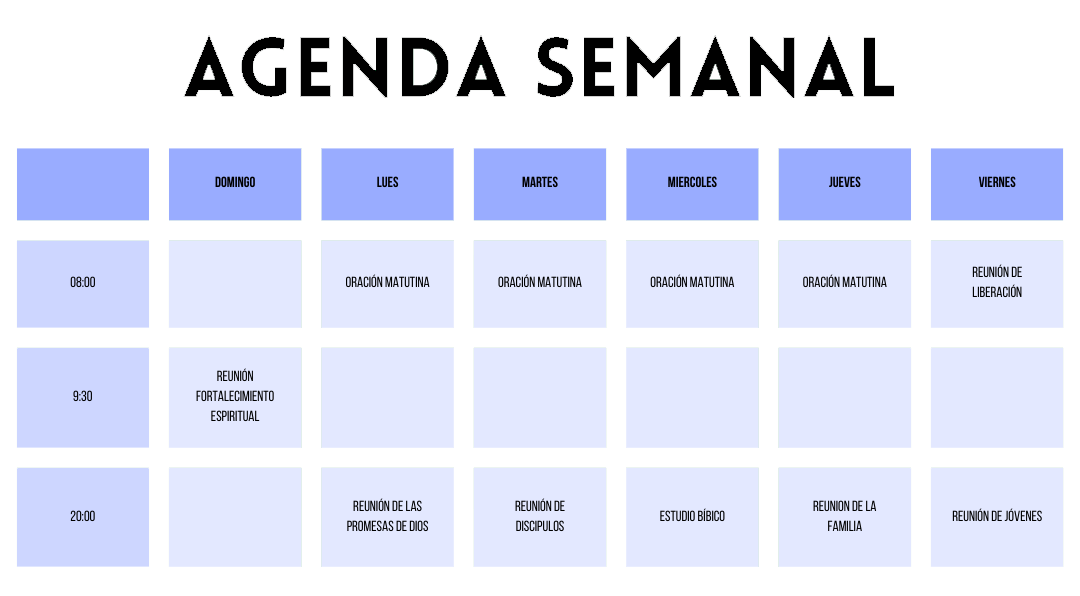 AGENDA SEMANAL
DOMINGO
LUES
MARTES
MIERCOLES
JUEVES
VIERNES
08:00
ORACIÓN MATUTINA
ORACIÓN MATUTINA
ORACIÓN MATUTINA
ORACIÓN MATUTINA
REUNIÓN DE
LIBERACIÓN
9:30
REUNIÓN
FORTALECIMIENTO
ESPIRITUAL
20:00
REUNIÓN DE LAS
PROMESAS DE DIOS
REUNIÓN DE
DISCIPULOS
ESTUDIO BÍBICO
REUNION DE LA
FAMILIA
REUNIÓN DE JÓVENES